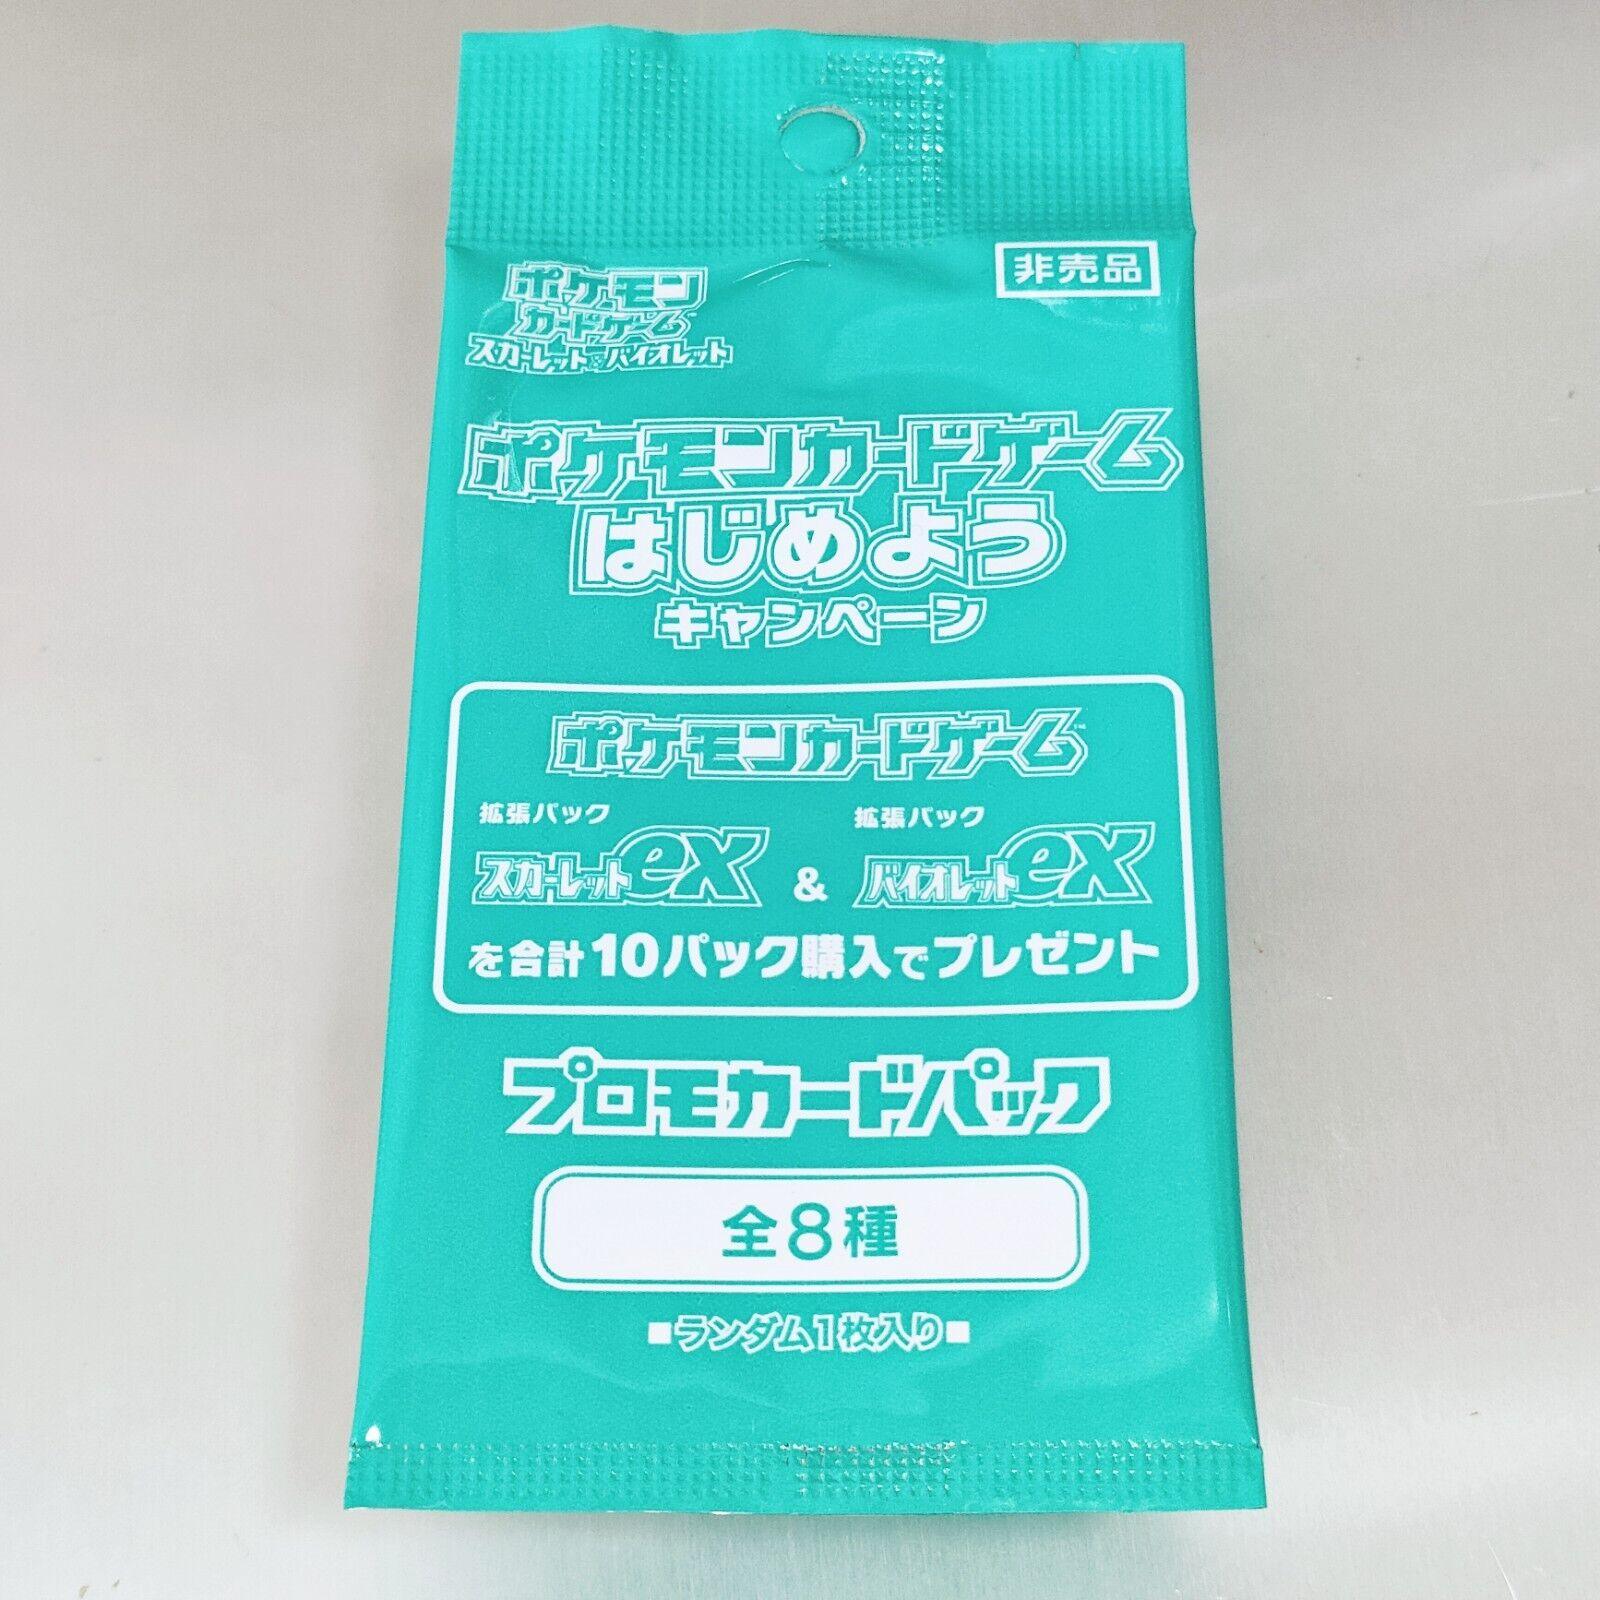 非売品
ポケモン
カードゲーム™
スカーレット&バイオレット
ポケモンカードゲーム
はじめよう
キャンペーン
ポケモンカードゲーム™
拡張パック 拡張パック
スカーレットex & バイオレットex
を合計10パック購入でプレゼント
プロモカードパック
全8種
■ランダム1枚入り■